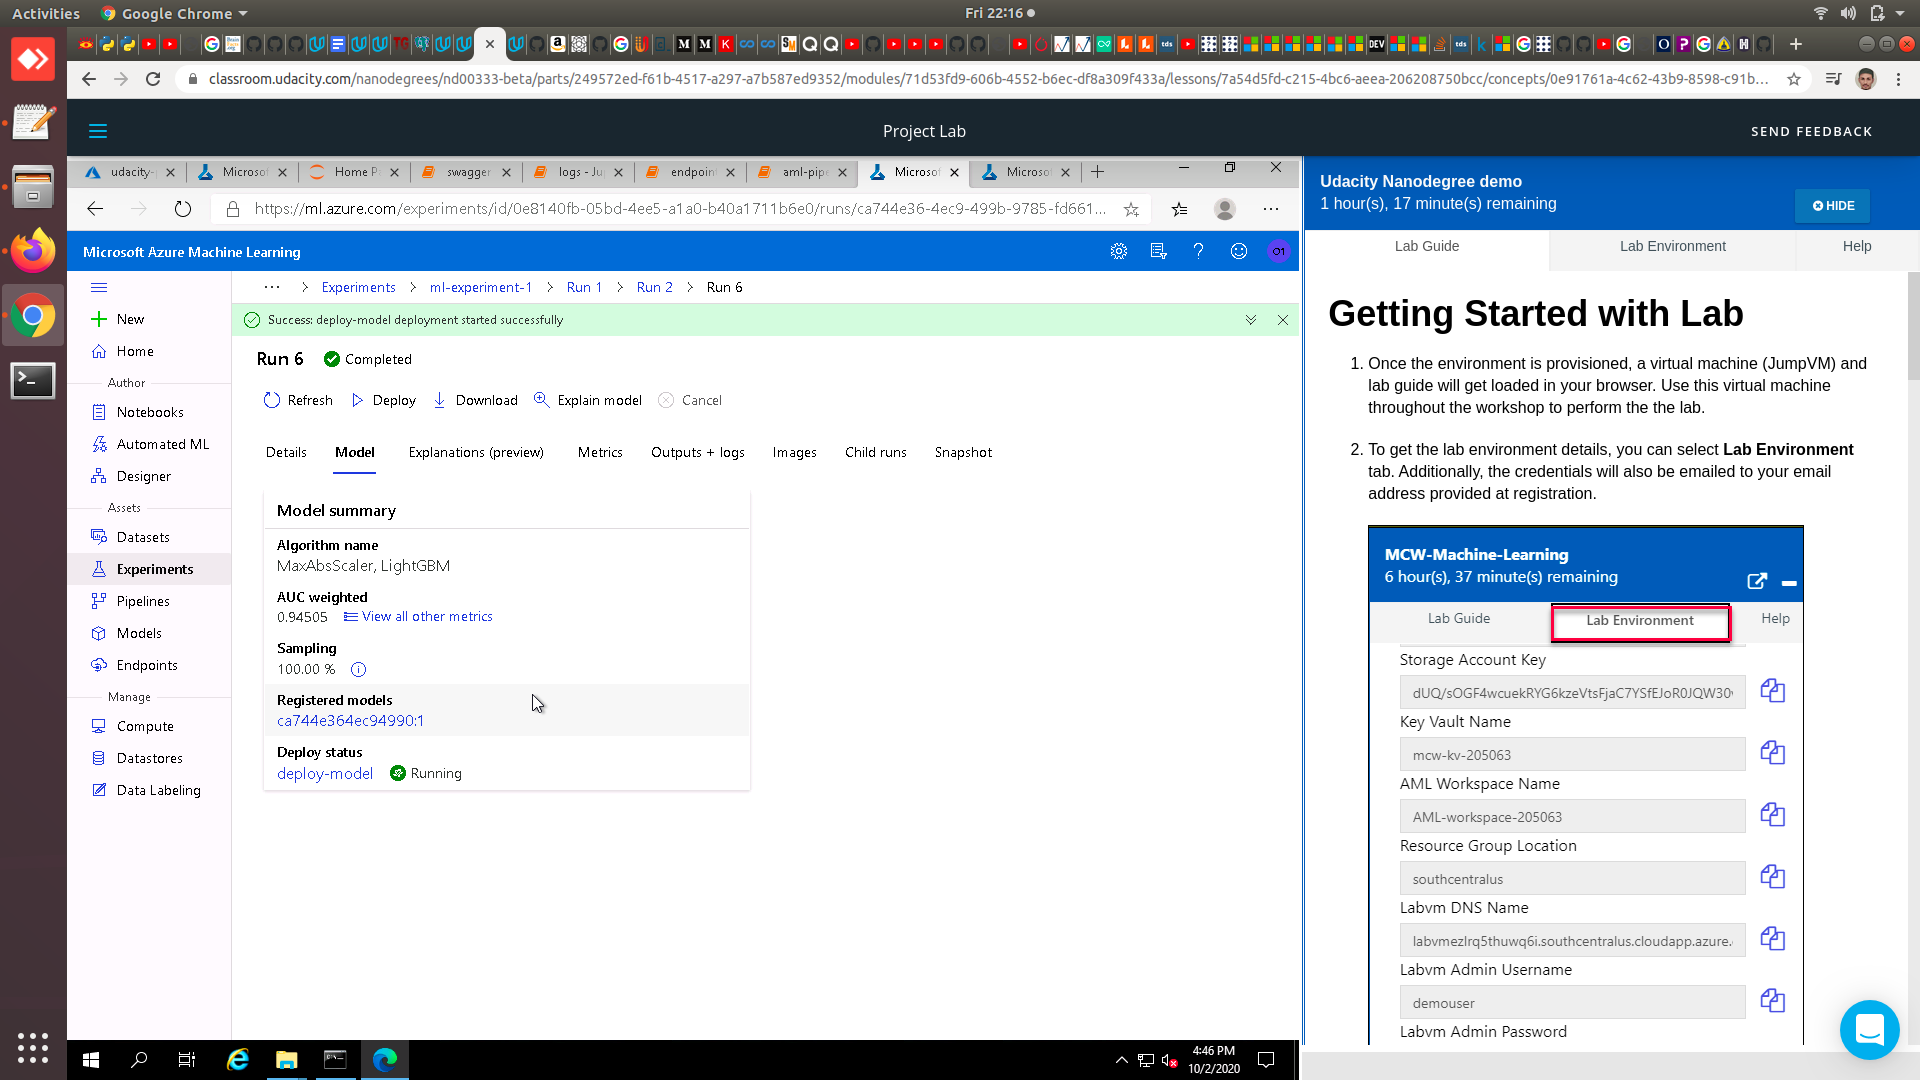 Activities
Google Chrome
Fri 22:16
classroom.udacity.com/nanodegrees/nd00333-beta/parts/249572ed-f61b-4517-a297-a7b587ed9352/modules/71d53fd9-606b-4552-b6ec-df8a309f433a/lessons/7a54d5fd-c215-4bc6-aeea-206208750bcc/concepts/0e91761a-4c62-43b9-8598-c91b...
Project Lab
SEND FEEDBACK
udacity-
Microsof
Home P
swagger
logs - Ju
endpoin
aml-pipe
Microsof
Microsof
https://ml.azure.com/experiments/id/0e8140fb-05bd-4ee5-a1a0-b40a1711b6e0/runs/ca744e36-4ec9-499b-9785-fd661...
Microsoft Azure Machine Learning
New
Home
Author
Notebooks
Automated ML
Designer
Assets
Datasets
Experiments
Pipelines
Models
Endpoints
Manage
Compute
Datastores
Data Labeling
... > Experiments > ml-experiment-1 > Run 1 > Run 2 > Run 6
Success: deploy-model deployment started successfully
Run 6 Completed
Refresh Deploy Download Explain model Cancel
Details Model Explanations (preview) Metrics Outputs + logs Images Child runs Snapshot
Model summary
Algorithm name
MaxAbsScaler, LightGBM
AUC weighted
0.94505 View all other metrics
Sampling
100.00 %
Registered models
ca744e364ec94990:1
Deploy status
deploy-model Running
4:46 PM
10/2/2020
Udacity Nanodegree demo
1 hour(s), 17 minute(s) remaining
HIDE
Lab Guide Lab Environment Help
Getting Started with Lab
1. Once the environment is provisioned, a virtual machine (JumpVM) and
lab guide will get loaded in your browser. Use this virtual machine
throughout the workshop to perform the the lab.
2. To get the lab environment details, you can select Lab Environment
tab. Additionally, the credentials will also be emailed to your email
address provided at registration.
MCW-Machine-Learning
6 hour(s), 37 minute(s) remaining
Lab Guide Lab Environment Help
Storage Account Key
dUQ/sOGF4wcuekRYG6kzeVtsFjaC7YSfEJoR0JQW30
Key Vault Name
mcw-kv-205063
AML Workspace Name
AML-workspace-205063
Resource Group Location
southcentralus
Labvm DNS Name
labvmezlrq5thuwq6i.southcentralus.cloudapp.azure.
Labvm Admin Username
demouser
Labvm Admin Password